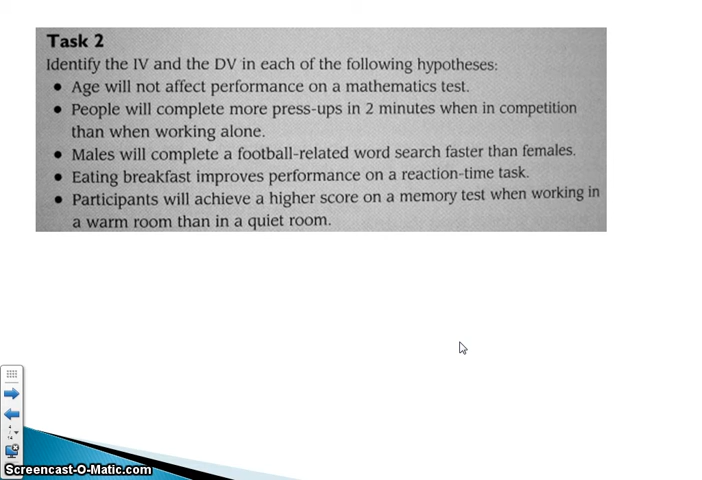 Task 2
Identify the IV and the DV in each of the following hypotheses:
• Age will not affect performance on a mathematics test.
• People will complete more press-ups in 2 minutes when in competition
than when working alone.
• Males will complete a football-related word search faster than females.
• Eating breakfast improves performance on a reaction-time task.
• Participants will achieve a higher score on a memory test when working in
a warm room than in a quiet room.
Screencast-O-Matic.com